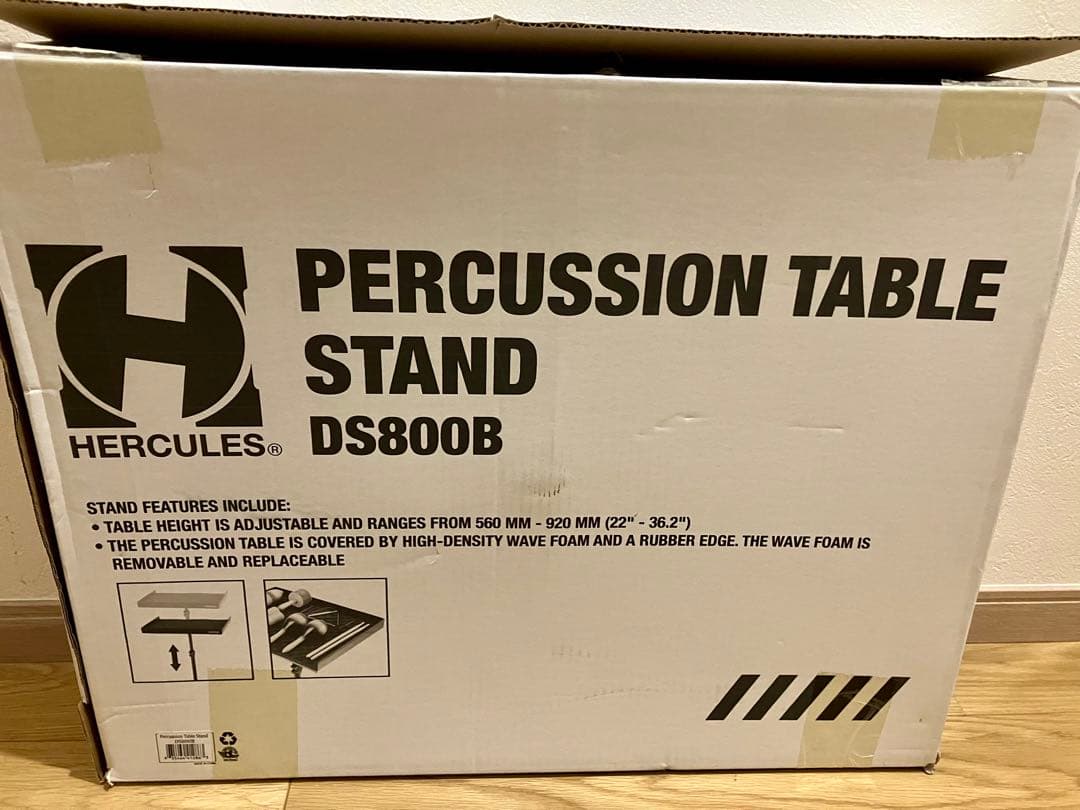 PERCUSSION TABLE
STAND
DS800B
HERCULES®
STAND FEATURES INCLUDE:
• TABLE HEIGHT IS ADJUSTABLE AND RANGES FROM 560 MM - 920 MM (22" - 36.2")
• THE PERCUSSION TABLE IS COVERED BY HIGH-DENSITY WAVE FOAM AND A RUBBER EDGE. THE WAVE FOAM IS
REMOVABLE AND REPLACEABLE
Percussion Table Stand
DS800B